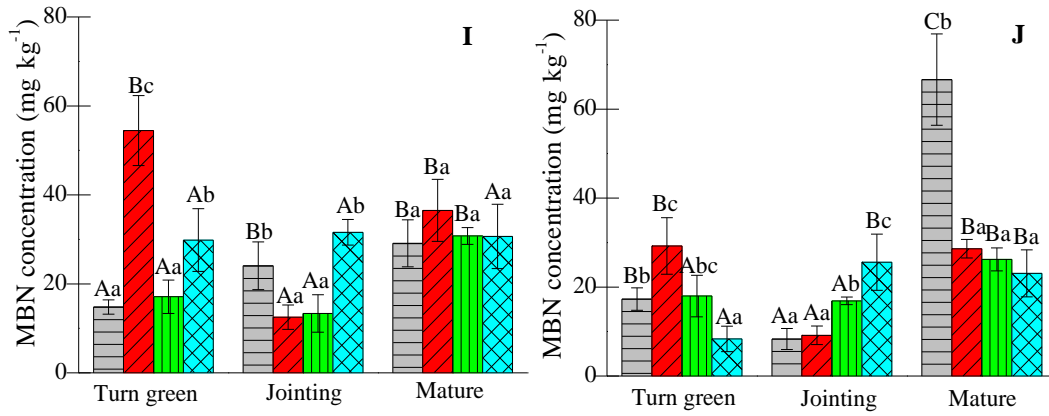 MBN concentration (mg kg⁻¹)
80
60
40
20
0
I
Aa
Bc
Aa
Ab
Bb
Aa
Aa
Ab
Ba
Ba
Ba
Aa
Turn green Jointing Mature
MBN concentration (mg kg⁻¹)
80
60
40
20
0
J
Bb
Bc
Abc
Aa
Aa
Aa
Ab
Bc
Cb
Ba
Ba
Ba
Turn green Jointing Mature